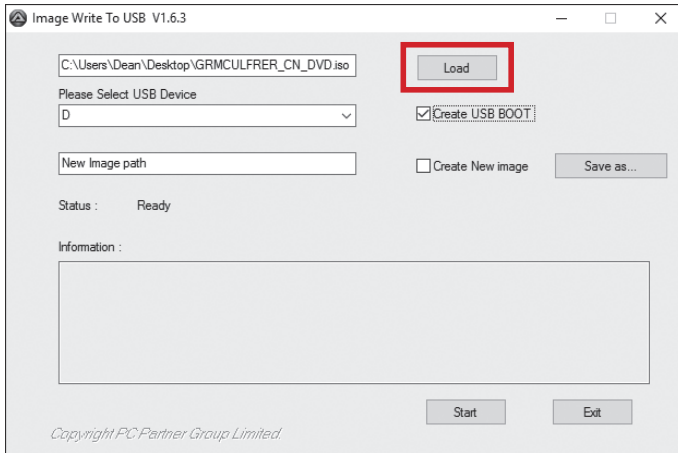 Image Write To USB V1.6.3
C:\Users\Dean\Desktop\GRMCULFRER_CN_DVD.iso
Load
Please Select USB Device
D
Create USB BOOT
New Image path
Create New image
Save as...
Status : Ready
Information :
Start
Exit
Copyright PC Partner Group Limited.